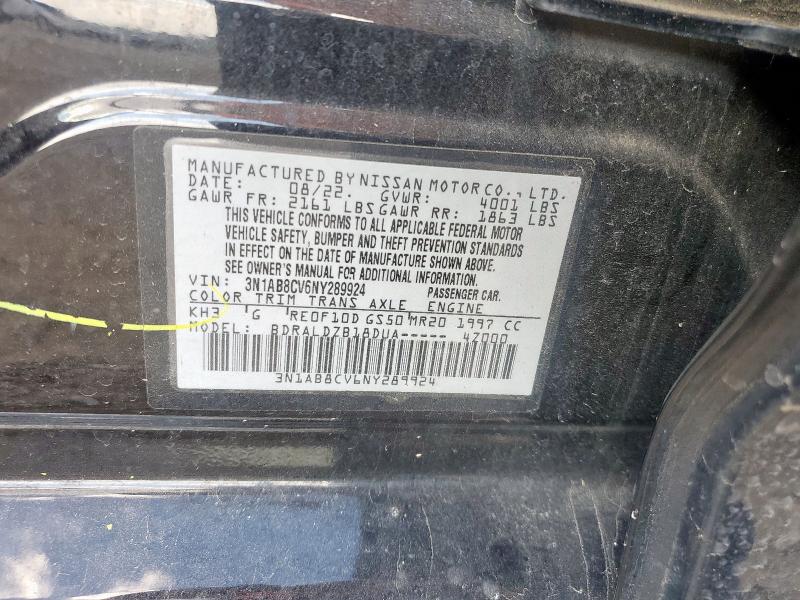 MANUFACTURED BY NISSAN MOTOR CO., LTD.
DATE: 08/22. GVWR: 4001 LBS
GAWR FR: 2161 LBS GAWR RR: 1863 LBS
THIS VEHICLE CONFORMS TO ALL APPLICABLE FEDERAL MOTOR
VEHICLE SAFETY, BUMPER AND THEFT PREVENTION STANDARDS
IN EFFECT ON THE DATE OF MANUFACTURE SHOWN ABOVE.
SEE OWNER'S MANUAL FOR ADDITIONAL INFORMATION.
VIN: 3N1AB8CV6NY289924 PASSENGER CAR.
COLOR TRIM TRANS AXLE ENGINE
KH3 G RE0F10D GS50 MR20 1997 CC
MODEL: BDRALDZB18DUA----- 4Z000
3N1AB8CV6NY289924